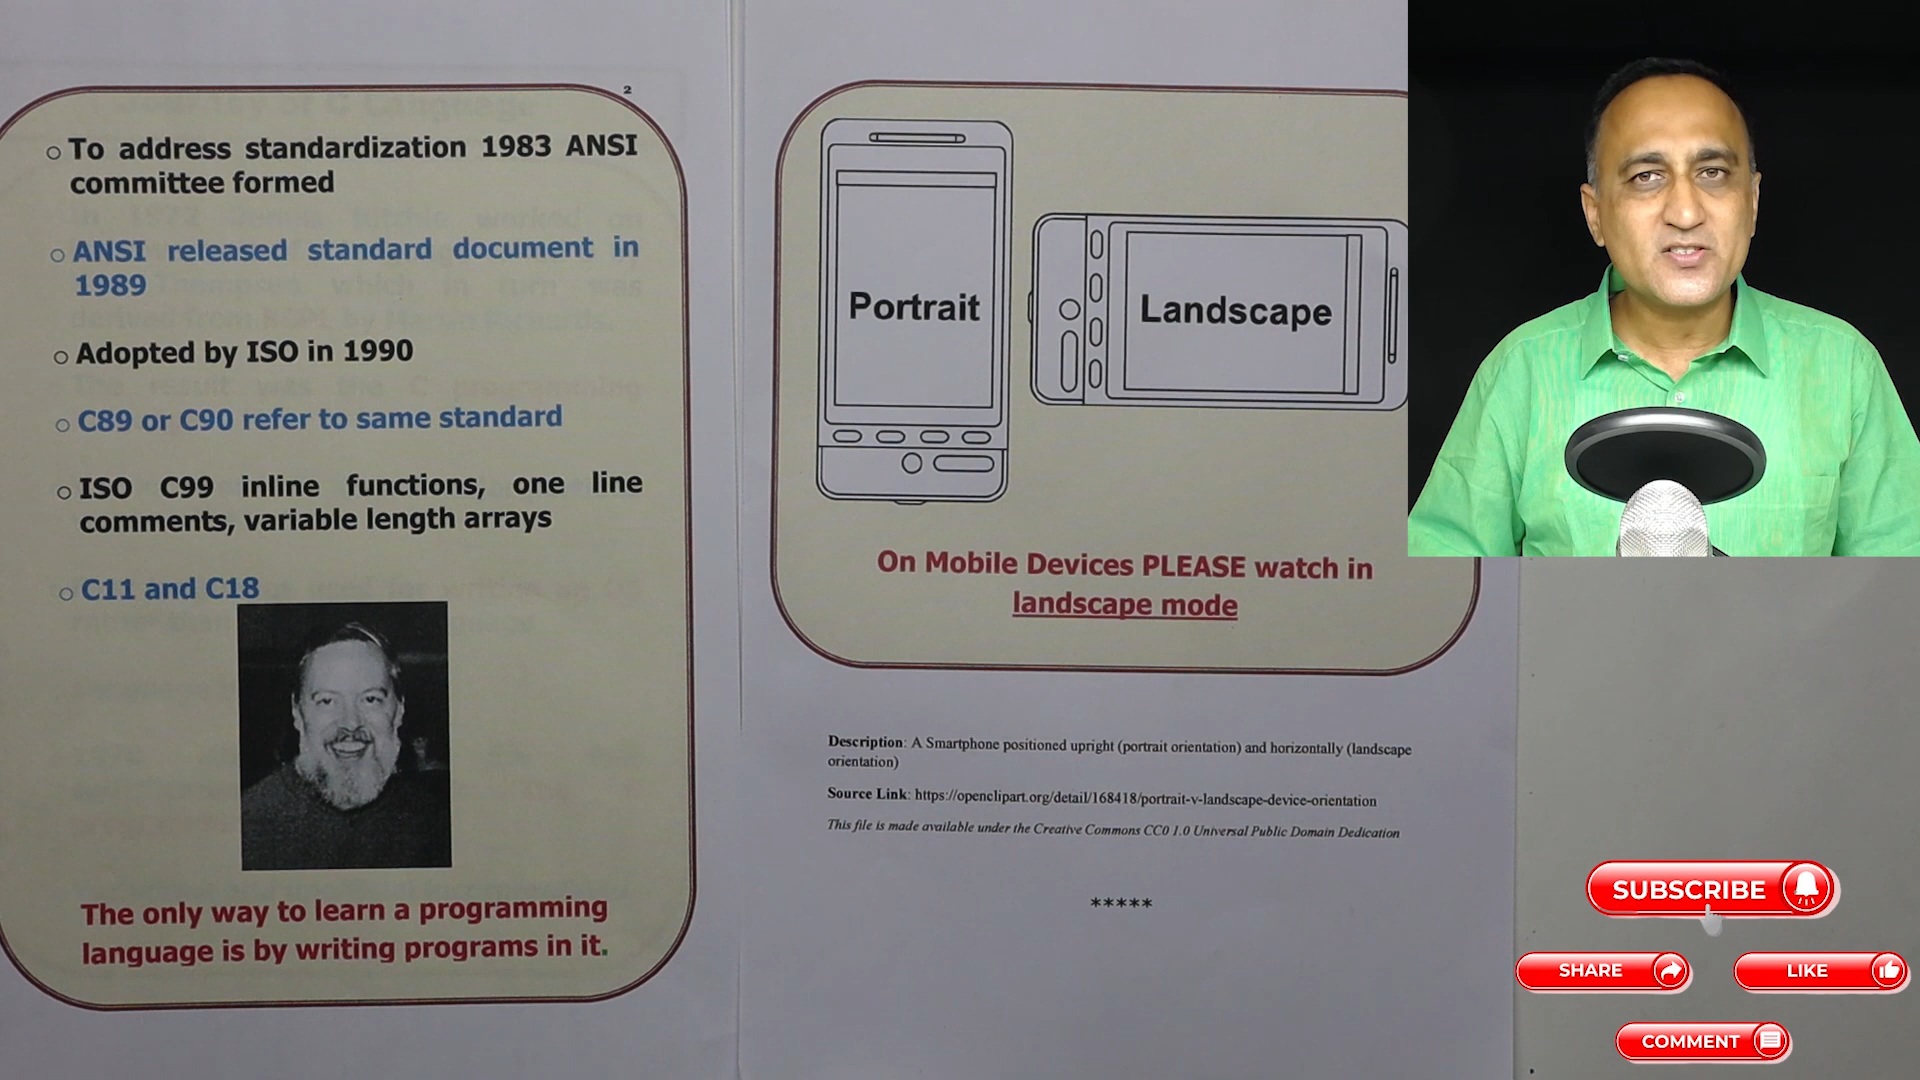 2
To address standardization 1983 ANSI
committee formed
ANSI released standard document in
1989
Adopted by ISO in 1990
C89 or C90 refer to same standard
ISO C99 inline functions, one line
comments, variable length arrays
C11 and C18
The only way to learn a programming
language is by writing programs in it.
Portrait
Landscape
On Mobile Devices PLEASE watch in
landscape mode
Description: A Smartphone positioned upright (portrait orientation) and horizontally (landscape
orientation)
Source Link: https://openclipart.org/detail/168418/portrait-v-landscape-device-orientation
This file is made available under the Creative Commons CC0 1.0 Universal Public Domain Dedication
*****
SUBSCRIBE
SHARE
LIKE
COMMENT